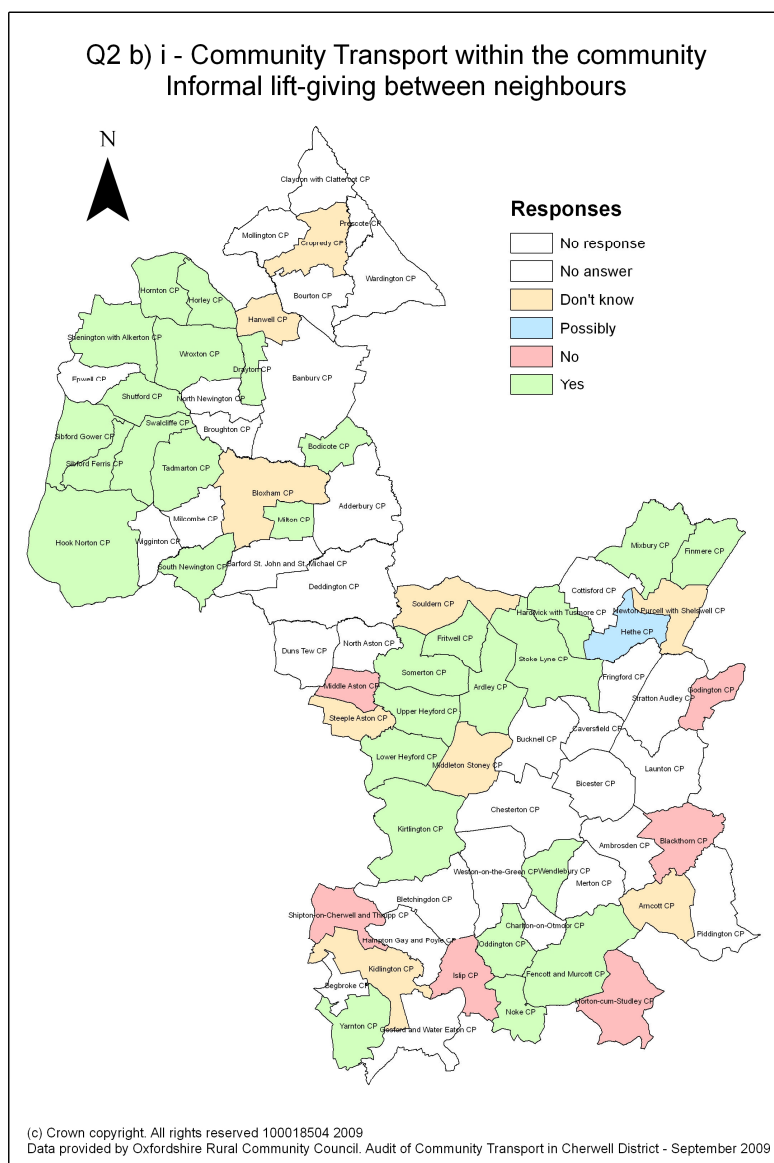 Q2 b) i - Community Transport within the community
Informal lift-giving between neighbours
N
Responses
No response
No answer
Don't know
Possibly
No
Yes
Claydon with Clattercot CP
Prescote CP
Mollington CP
Cropredy CP
Wardington CP
Bourton CP
Hornton CP
Horley CP
Hanwell CP
Shenington with Alkerton CP
Wroxton CP
Drayton CP
Banbury CP
Epwell CP
Shutford CP
North Newington CP
Swalcliffe CP
Broughton CP
Sibford Gower CP
Bodicote CP
Sibford Ferris CP
Tadmarton CP
Bloxham CP
Adderbury CP
Milcombe CP
Milton CP
Hook Norton CP
Wigginton CP
South Newington CP
Barford St. John and St. Michael CP
Deddington CP
Mixbury CP
Finmere CP
Cottisford CP
Souldern CP
Hardwick with Tusmore CP
Newton Purcell with Shelswell CP
Hethe CP
Duns Tew CP
North Aston CP
Fritwell CP
Stoke Lyne CP
Somerton CP
Fringford CP
Middle Aston CP
Ardley CP
Stratton Audley CP
Godington CP
Steeple Aston CP
Upper Heyford CP
Bucknell CP
Caversfield CP
Lower Heyford CP
Middleton Stoney CP
Launton CP
Bicester CP
Chesterton CP
Kirtlington CP
Ambrosden CP
Blackthorn CP
Weston-on-the-Green CP
Wendlebury CP
Merton CP
Bletchingdon CP
Arncott CP
Shipton-on-Cherwell and Thrupp CP
Charlton-on-Otmoor CP
Piddington CP
Hampton Gay and Poyle CP
Oddington CP
Kidlington CP
Islip CP
Fencott and Murcott CP
Begbroke CP
Horton-cum-Studley CP
Noke CP
Yarnton CP
Gosford and Water Eaton CP
(c) Crown copyright. All rights reserved 100018504 2009
Data provided by Oxfordshire Rural Community Council. Audit of Community Transport in Cherwell District - September 2009